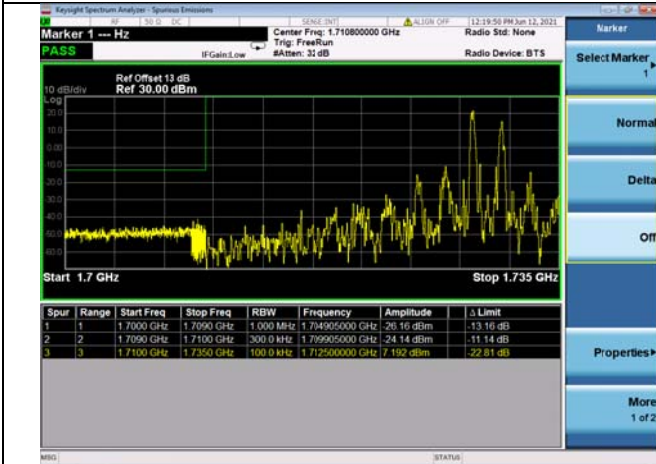 Keysight Spectrum Analyzer - Spurious Emissions
RF 50 Ω DC SENSE:INT ALIGN OFF 12:19:50 PM Jun 12, 2021
Marker 1 --- Hz
Center Freq: 1.710800000 GHz
Radio Std: None
Trig: FreeRun
PASS
IFGain:Low
#Atten: 32 dB
Radio Device: BTS
Ref Offset 13 dB
10 dB/div Ref 30.00 dBm
Log
20.0
10.0
0.00
10.0
20.0
30.0
40.0
50.0
60.0
Start 1.7 GHz
Stop 1.735 GHz
Spur Range Start Freq Stop Freq RBW Frequency Amplitude Δ Limit
1 1 1.7000 GHz 1.7090 GHz 1.000 MHz 1.704905000 GHz -26.16 dBm -13.16 dB
2 2 1.7090 GHz 1.7100 GHz 300.0 kHz 1.709905000 GHz -24.14 dBm -11.14 dB
3 3 1.7100 GHz 1.7350 GHz 100.0 kHz 1.712500000 GHz 7.192 dBm -22.81 dB
MSG
STATUS
Marker
Select Marker
1
Normal
Delta
Off
Properties
More
1 of 2